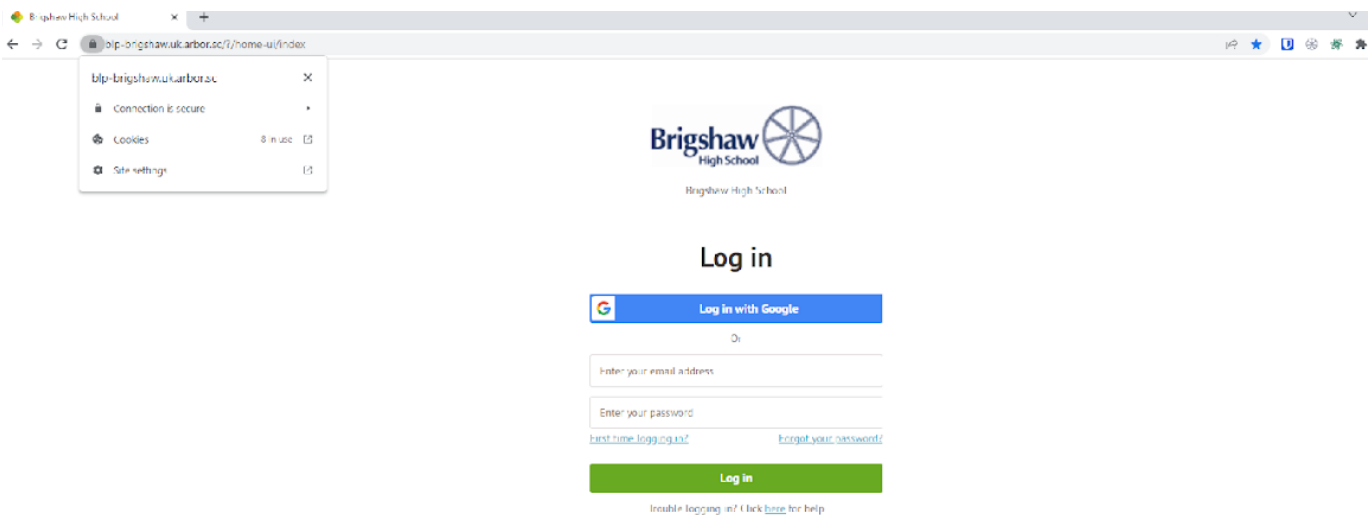 Brigshaw High School
blp-brigshaw.uk.arbor.sc/?/home-ui/index
blp-brigshaw.uk.arbor.sc
Connection is secure
Cookies 8 in use
Site settings
Brigshaw
High School
Brigshaw High School
Log in
G Log in with Google
Or
Enter your email address
Enter your password
First time logging in? Forgot your password?
Log in
Trouble logging in? Click here for help